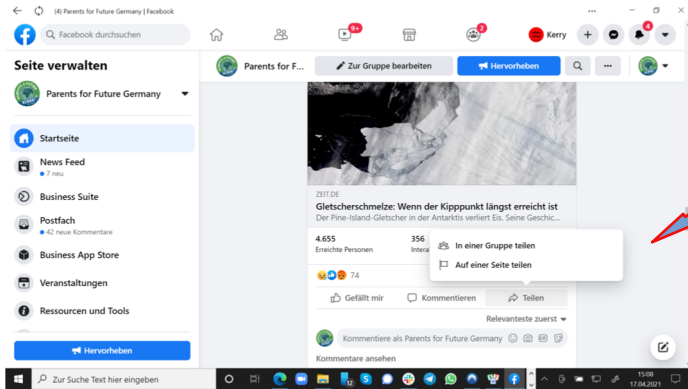 (4) Parents for Future Germany | Facebook
Facebook durchsuchen
9+
2
Kerry
4
Seite verwalten
Parents for F...
Zur Gruppe bearbeiten
Hervorheben
Parents for Future Germany
Startseite
News Feed
7 neu
Business Suite
Postfach
42 neue Kommentare
Business App Store
Veranstaltungen
Ressourcen und Tools
Hervorheben
ZEIT.DE
Gletscherschmelze: Wenn der Kipppunkt längst erreicht ist
Der Pine-Island-Gletscher in der Antarktis verliert Eis. Seine Geschic...
4.655
Erreichte Personen
356
Intera
In einer Gruppe teilen
Auf einer Seite teilen
74
Gefällt mir
Kommentieren
Teilen
Relevanteste zuerst
Kommentiere als Parents for Future Germany
Kommentare ansehen
Zur Suche Text hier eingeben
15:08
17.04.2021